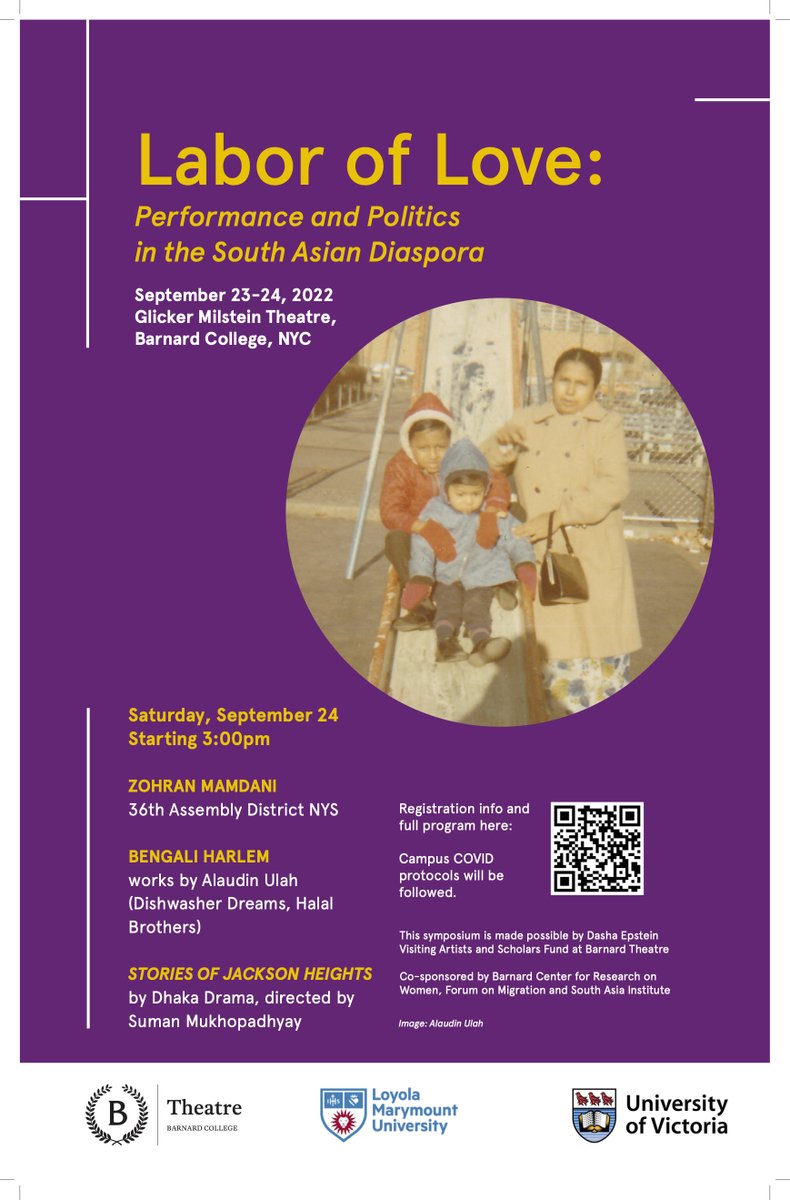 Labor of Love:
Performance and Politics
in the South Asian Diaspora
September 23-24, 2022
Glicker Milstein Theatre,
Barnard College, NYC
Saturday, September 24
Starting 3:00pm
ZOHRAN MAMDANI
36th Assembly District NYS
BENGALI HARLEM
works by Alaudin Ulah
(Dishwasher Dreams, Halal
Brothers)
STORIES OF JACKSON HEIGHTS
by Dhaka Drama, directed by
Suman Mukhopadhyay
Registration info and
full program here:
Campus COVID
protocols will be
followed.
This symposium is made possible by Dasha Epstein
Visiting Artists and Scholars Fund at Barnard Theatre
Co-sponsored by Barnard Center for Research on
Women, Forum on Migration and South Asia Institute
Image: Alaudin Ulah
B
Theatre
BARNARD COLLEGE
IHS
Loyola
Marymount
University
University
of Victoria